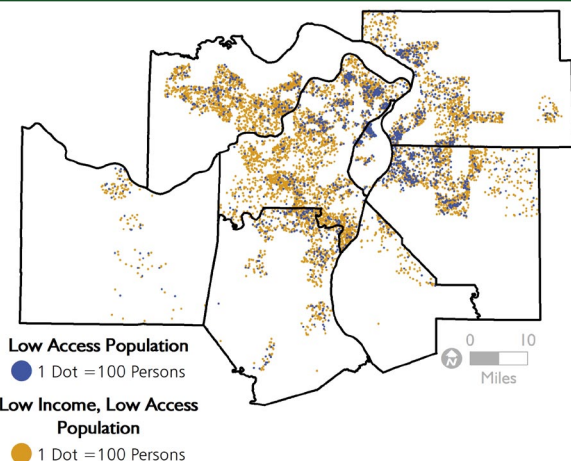 Low Access Population
1 Dot =100 Persons
Low Income, Low Access
Population
1 Dot =100 Persons
0 10
N
Miles